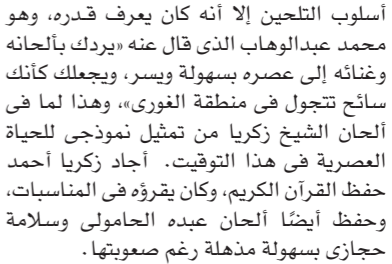 أسلوب التلحين إلا أنه كان يعرف قـدره، وهو
محمد عبدالوهاب الذى قال عنه «يردك بألحانه
وغنائه إلى عصره بسهولة ويسر، ويجعلك كأنك
سائح تتجول فى منطقة الغورى»، وهذا لما فى
ألحان الشيخ زكريا من تمثيل نموذجى للحياة
العصرية فى هذا التوقيت. أجاد زكريا أحمد
حفظ القرآن الكريم، وكان يقرؤه فى المناسبات،
وحفظ أيضًا ألحان عبده الحامولى وسلامة
حجازى بسهولة مذهلة رغم صعوبتها.